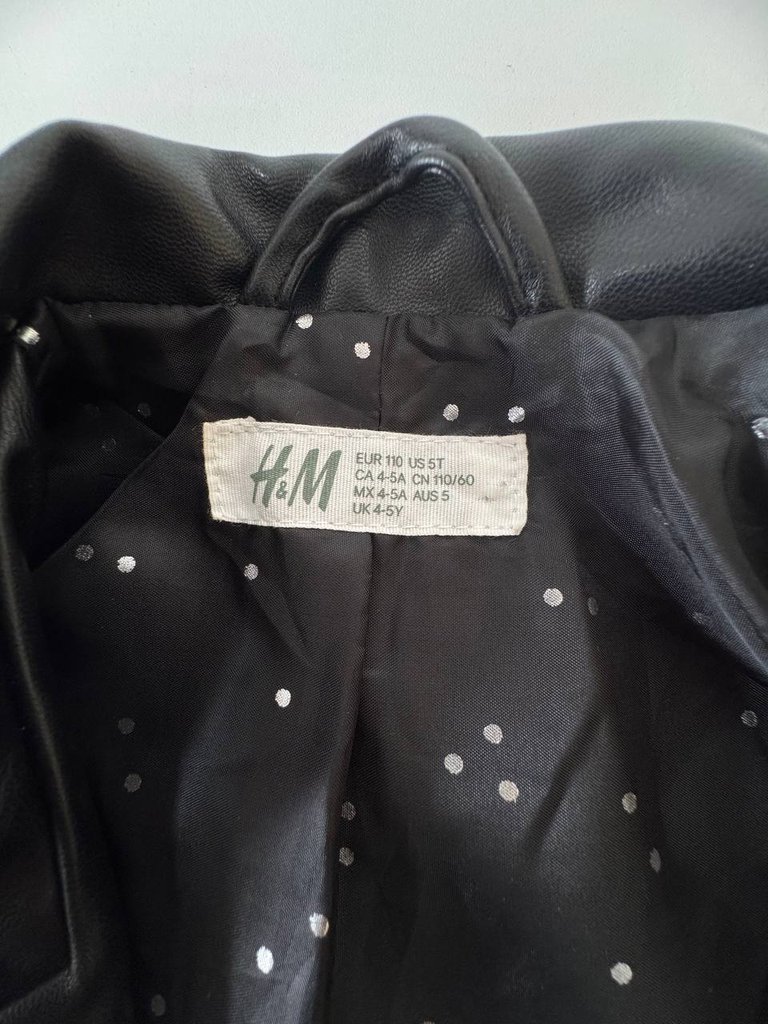 H&M
EUR 110 US 5T
CA 4-5A CN 110/60
MX 4-5A AUS 5
UK 4-5Y